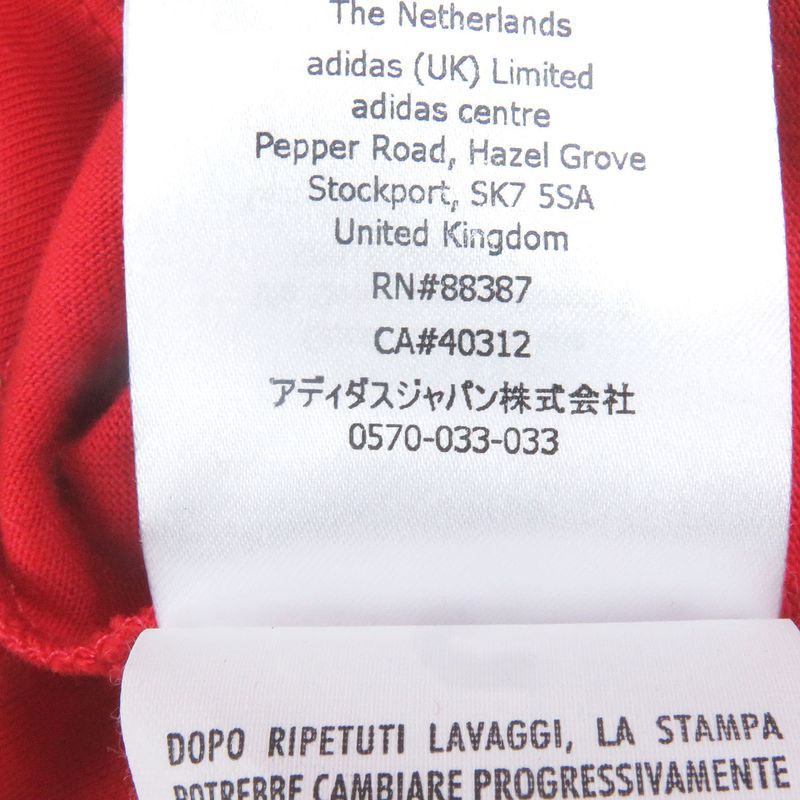 The Netherlands
adidas (UK) Limited
adidas centre
Pepper Road, Hazel Grove
Stockport, SK7 5SA
United Kingdom
RN#88387
CA#40312
アディダスジャパン株式会社
0570-033-033
DOPO RIPETUTI LAVAGGI, LA STAMPA
POTREBBE CAMBIARE PROGRESSIVAMENTE